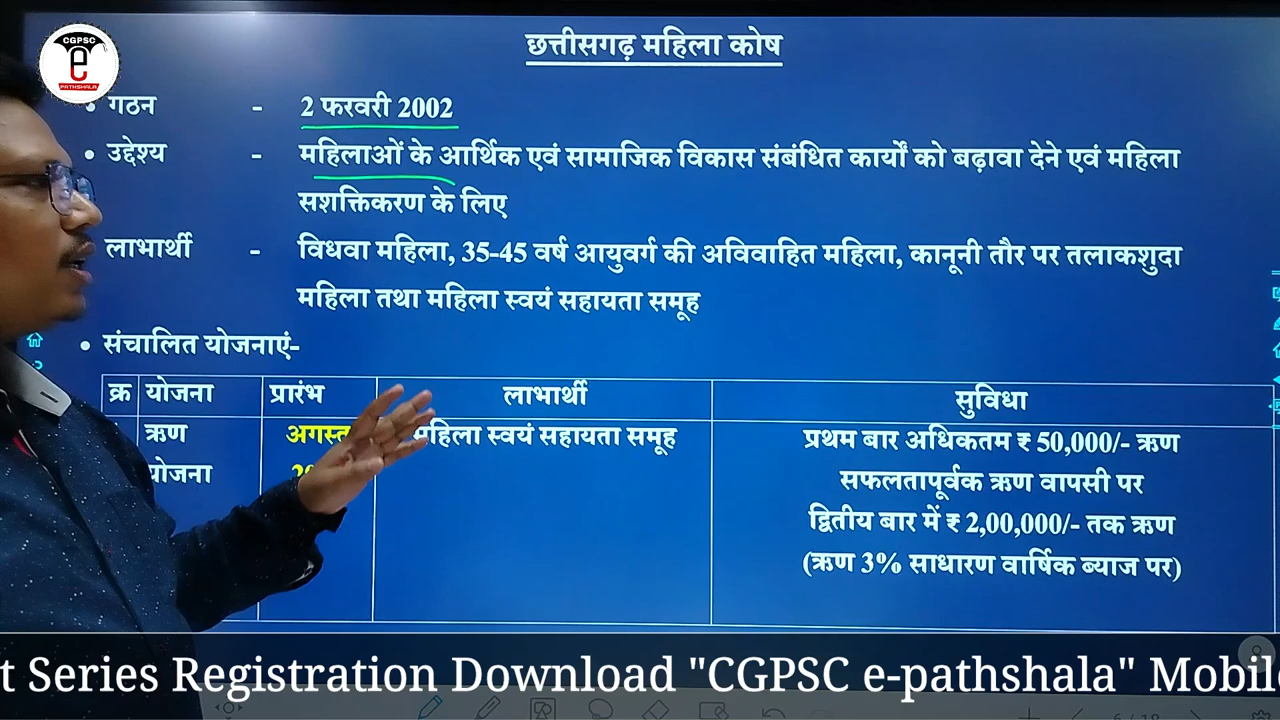 CGPSC
e
PATHSHALA
छत्तीसगढ़ महिला कोष
• गठन - 2 फरवरी 2002
• उद्देश्य - महिलाओं के आर्थिक एवं सामाजिक विकास संबंधित कार्यों को बढ़ावा देने एवं महिला
सशक्तिकरण के लिए
लाभार्थी - विधवा महिला, 35-45 वर्ष आयुवर्ग की अविवाहित महिला, कानूनी तौर पर तलाकशुदा
महिला तथा महिला स्वयं सहायता समूह
• संचालित योजनाएं-
क्र योजना प्रारंभ लाभार्थी सुविधा
ऋण अगस्त महिला स्वयं सहायता समूह प्रथम बार अधिकतम ₹ 50,000/- ऋण
योजना सफलतापूर्वक ऋण वापसी पर
द्वितीय बार में ₹ 2,00,000/- तक ऋण
(ऋण 3% साधारण वार्षिक ब्याज पर)
t Series Registration Download "CGPSC e-pathshala" Mobil